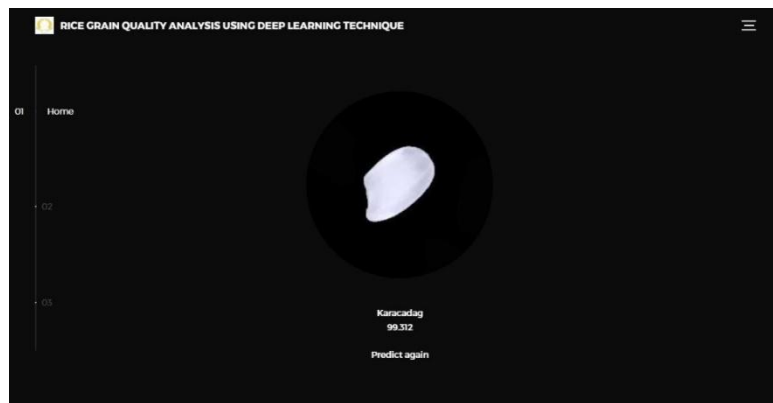 RICE GRAIN QUALITY ANALYSIS USING DEEP LEARNING TECHNIQUE
01 Home
02
03
Karacadag
99.312
Predict again